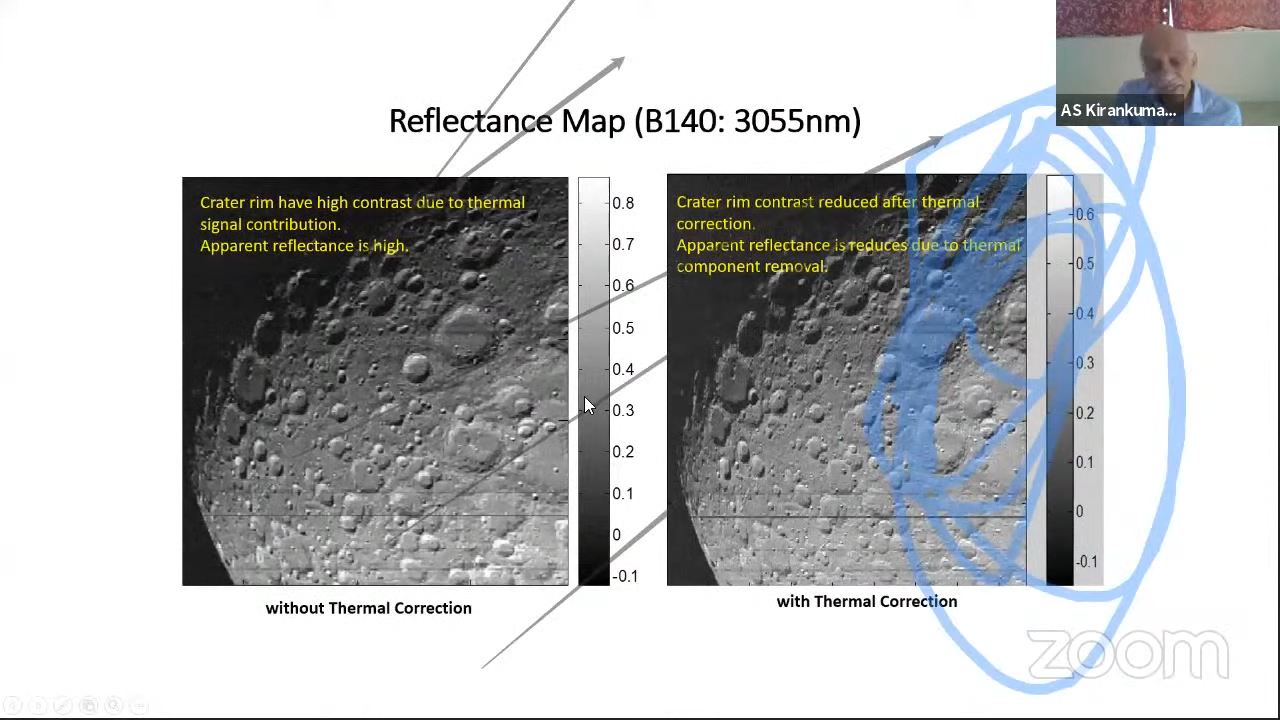 AS Kirankuma...
Reflectance Map (B140: 3055nm)
Crater rim have high contrast due to thermal
signal contribution.
Apparent reflectance is high.
0.8
0.7
0.6
0.5
0.4
0.3
0.2
0.1
0
-0.1
without Thermal Correction
Crater rim contrast reduced after thermal
correction.
Apparent reflectance is reduces due to thermal
component removal.
0.6
0.5
0.4
0.3
0.2
0.1
0
-0.1
with Thermal Correction
zoom